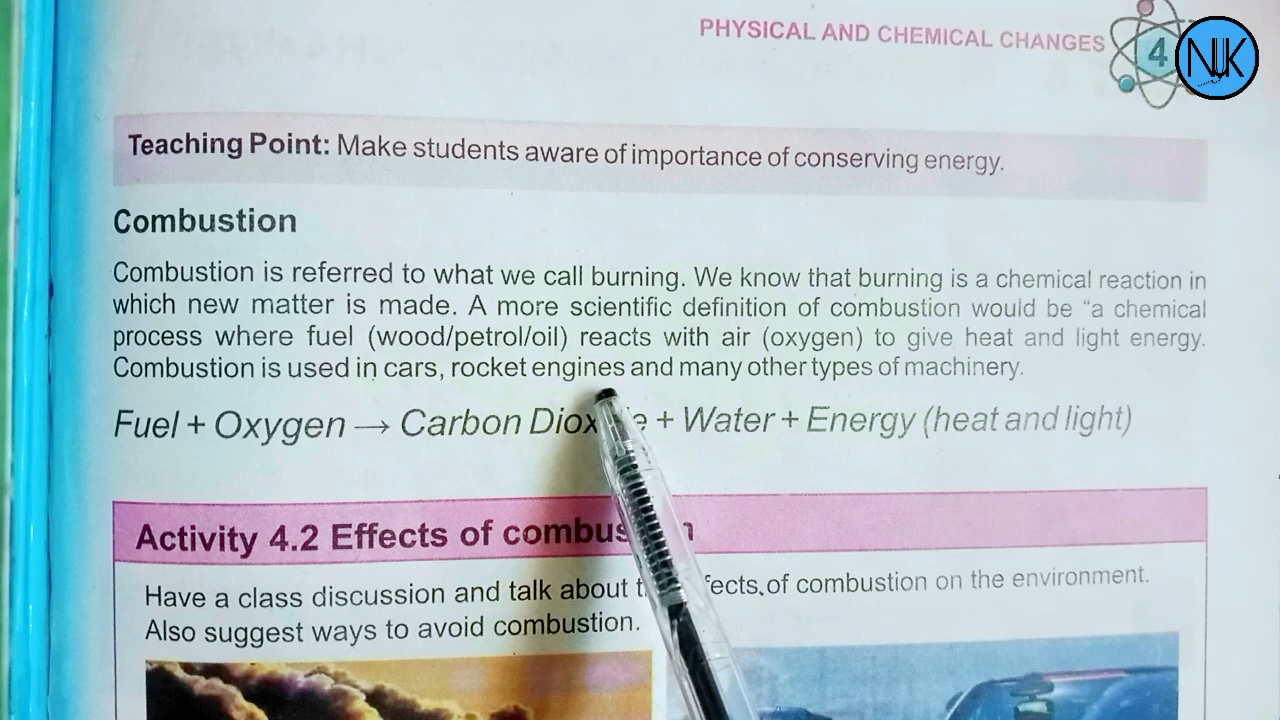 PHYSICAL AND CHEMICAL CHANGES
4
NJK
Teaching Point: Make students aware of importance of conserving energy.
Combustion
Combustion is referred to what we call burning. We know that burning is a chemical reaction in
which new matter is made. A more scientific definition of combustion would be “a chemical
process where fuel (wood/petrol/oil) reacts with air (oxygen) to give heat and light energy.
Combustion is used in cars, rocket engines and many other types of machinery.
Fuel + Oxygen → Carbon + Water + Energy (heat and light)
Activity 4.2 Effects of
Have a class discussion and talk about of combustion on the environment.
Also suggest ways to avoid combustion.